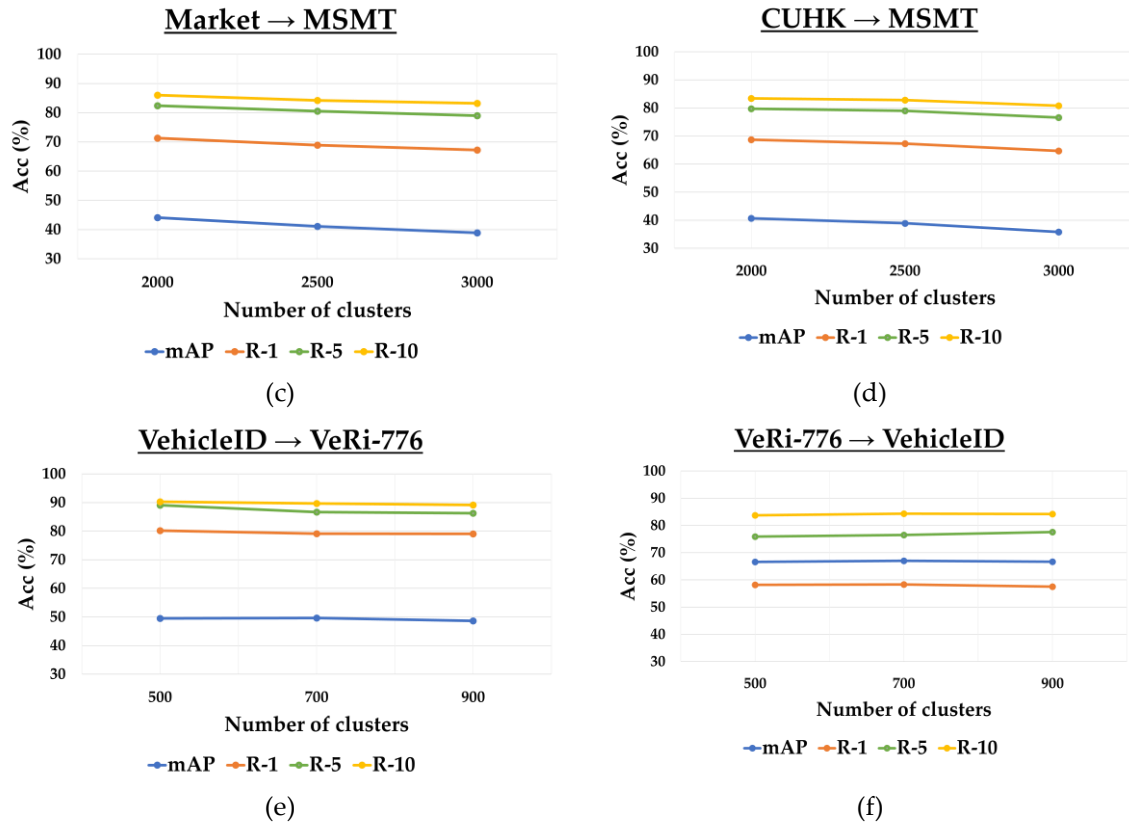 Market → MSMT
100
90
80
70
60
50
40
30
Acc (%)
2000 2500 3000
Number of clusters
mAP R-1 R-5 R-10
(c)
CUHK → MSMT
100
90
80
70
60
50
40
30
Acc (%)
2000 2500 3000
Number of clusters
mAP R-1 R-5 R-10
(d)
VehicleID → VeRi-776
100
90
80
70
60
50
40
30
Acc (%)
500 700 900
Number of clusters
mAP R-1 R-5 R-10
(e)
VeRi-776 → VehicleID
100
90
80
70
60
50
40
30
Acc (%)
500 700 900
Number of clusters
mAP R-1 R-5 R-10
(f)